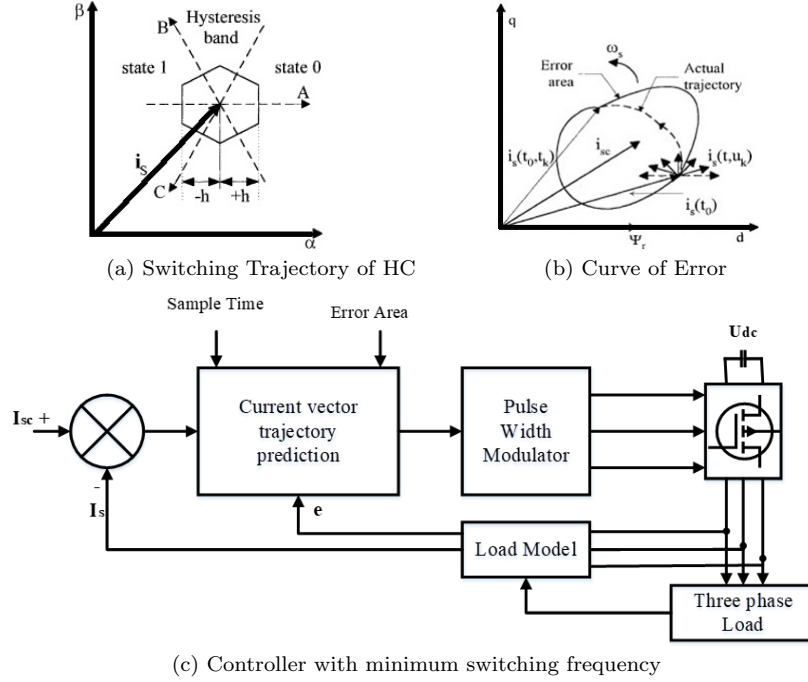 β
B
Hysteresis
band
state 1
state 0
A
i_S
C
-h
+h
α
(a) Switching Trajectory of HC
q
ω_s
Error
area
Actual
trajectory
i_s(t_0,t_k)
i_sc
i_s(t,u_k)
i_s(t_0)
Ψ_r
d
(b) Curve of Error
Sample Time
Error Area
U_dc
I_sc +
Current vector
trajectory
prediction
Pulse
Width
Modulator
-
I_s
e
Load Model
Three phase
Load
(c) Controller with minimum switching frequency